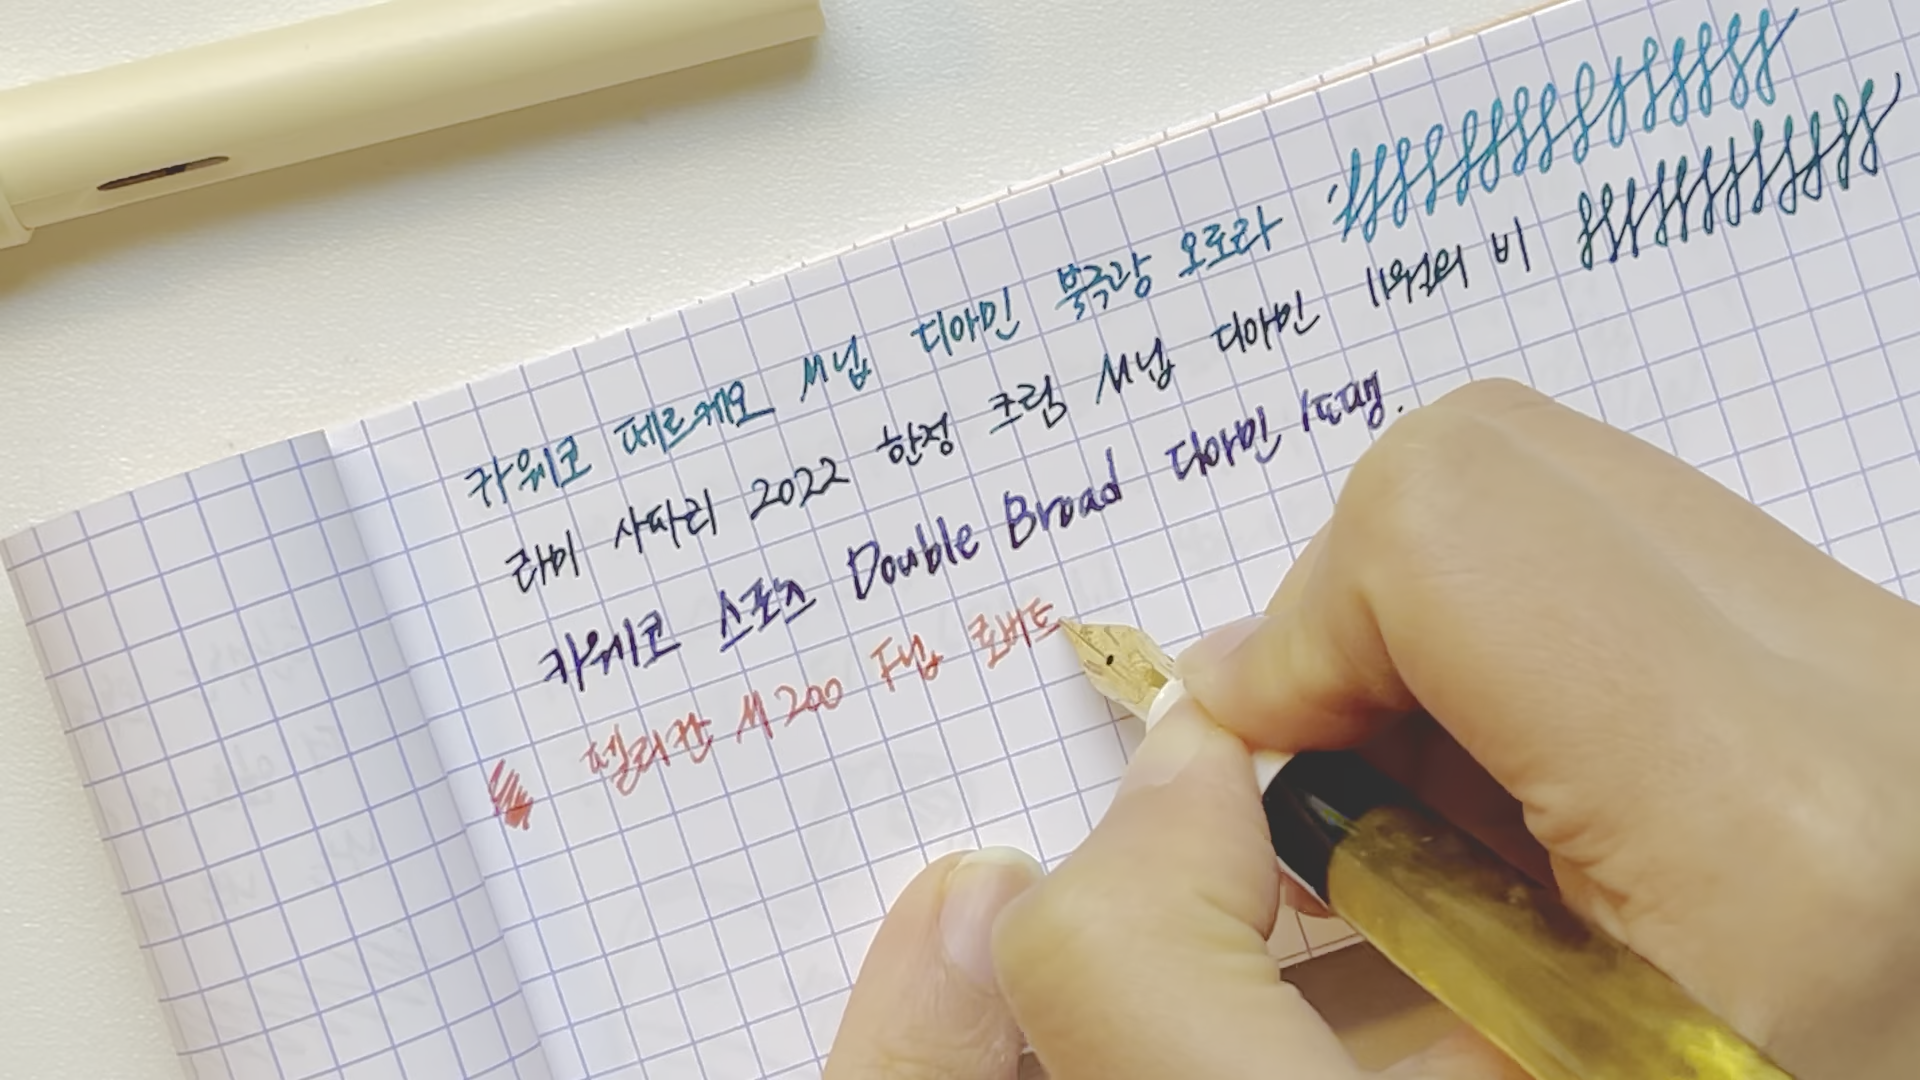 카웨코 페르케오 M닙 디아민 북극광 오로라
라미 사파리 2022 한정 크림 M닙 디아민 11월의 비
카웨코 스포츠 Double Broad 디아민
펠리칸 M200 F닙 로버트